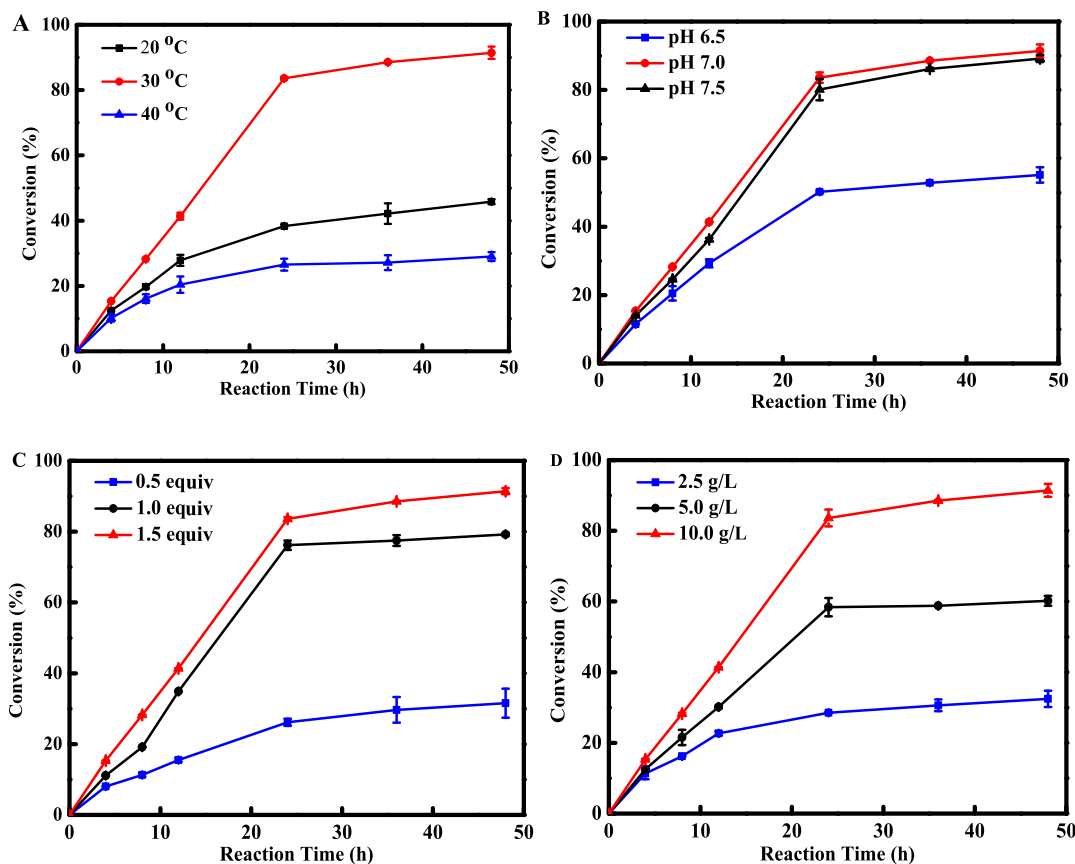 A
20 °C
30 °C
40 °C
Conversion (%)
100
80
60
40
20
0
0 10 20 30 40 50
Reaction Time (h)
B
pH 6.5
pH 7.0
pH 7.5
Conversion (%)
100
80
60
40
20
0
0 10 20 30 40 50
Reaction Time (h)
C
0.5 equiv
1.0 equiv
1.5 equiv
Conversion (%)
100
80
60
40
20
0
0 10 20 30 40 50
Reaction Time (h)
D
2.5 g/L
5.0 g/L
10.0 g/L
Conversion (%)
100
80
60
40
20
0
0 10 20 30 40 50
Reaction Time (h)